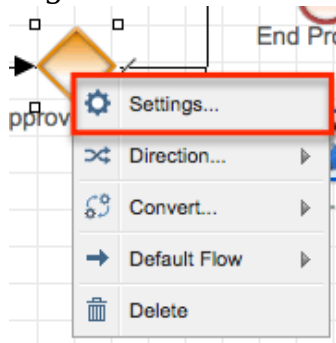 End Pro
pprov
Settings...
Direction...
Convert...
Default Flow
Delete